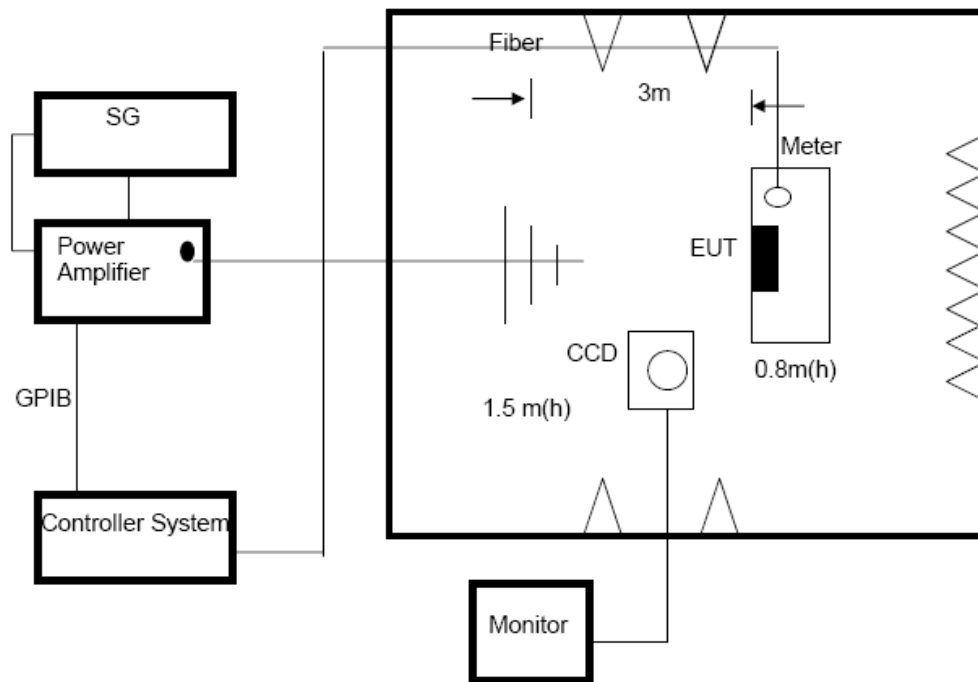 Fiber
3m
SG
Meter
Power
Amplifier
EUT
CCD
0.8m(h)
GPIB
1.5 m(h)
Controller System
Monitor